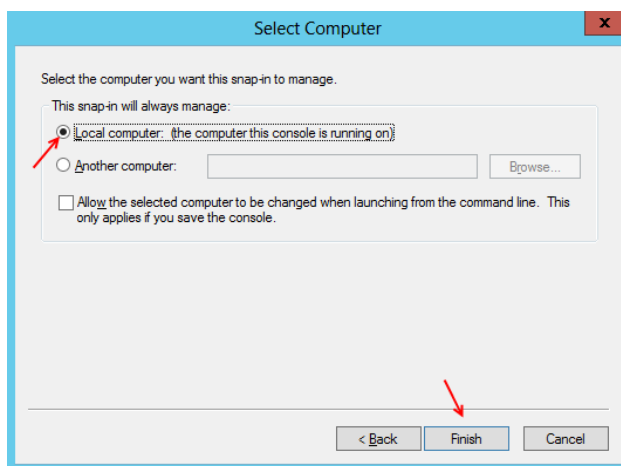 Select Computer
x
Select the computer you want this snap-in to manage.
This snap-in will always manage:
Local computer: (the computer this console is running on)
Another computer:
Browse...
Allow the selected computer to be changed when launching from the command line. This
only applies if you save the console.
< Back
Finish
Cancel